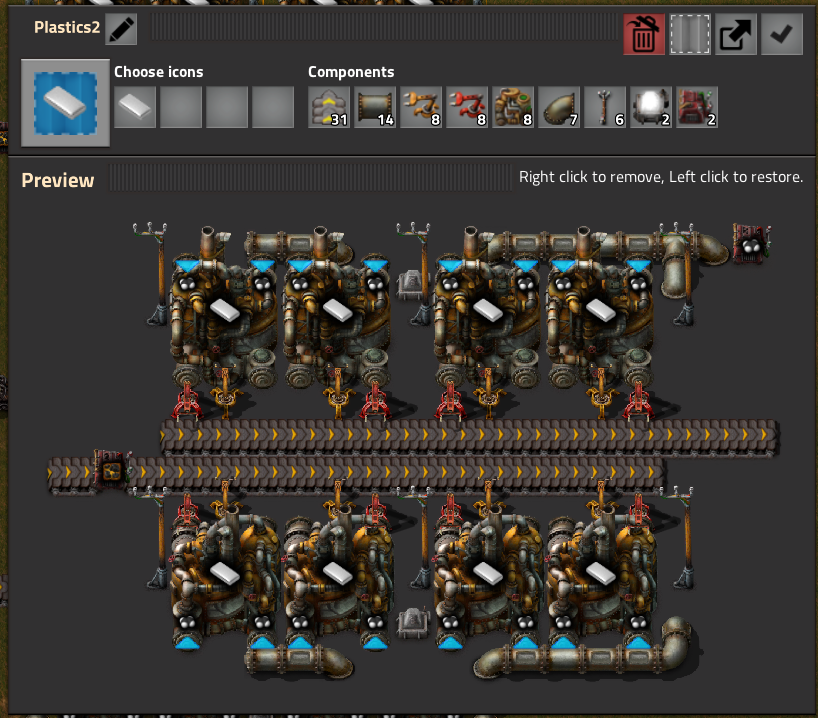 Plastics2
Choose icons Components
31 14 8 8 8 7 6 2 2
Preview Right click to remove, Left click to restore.